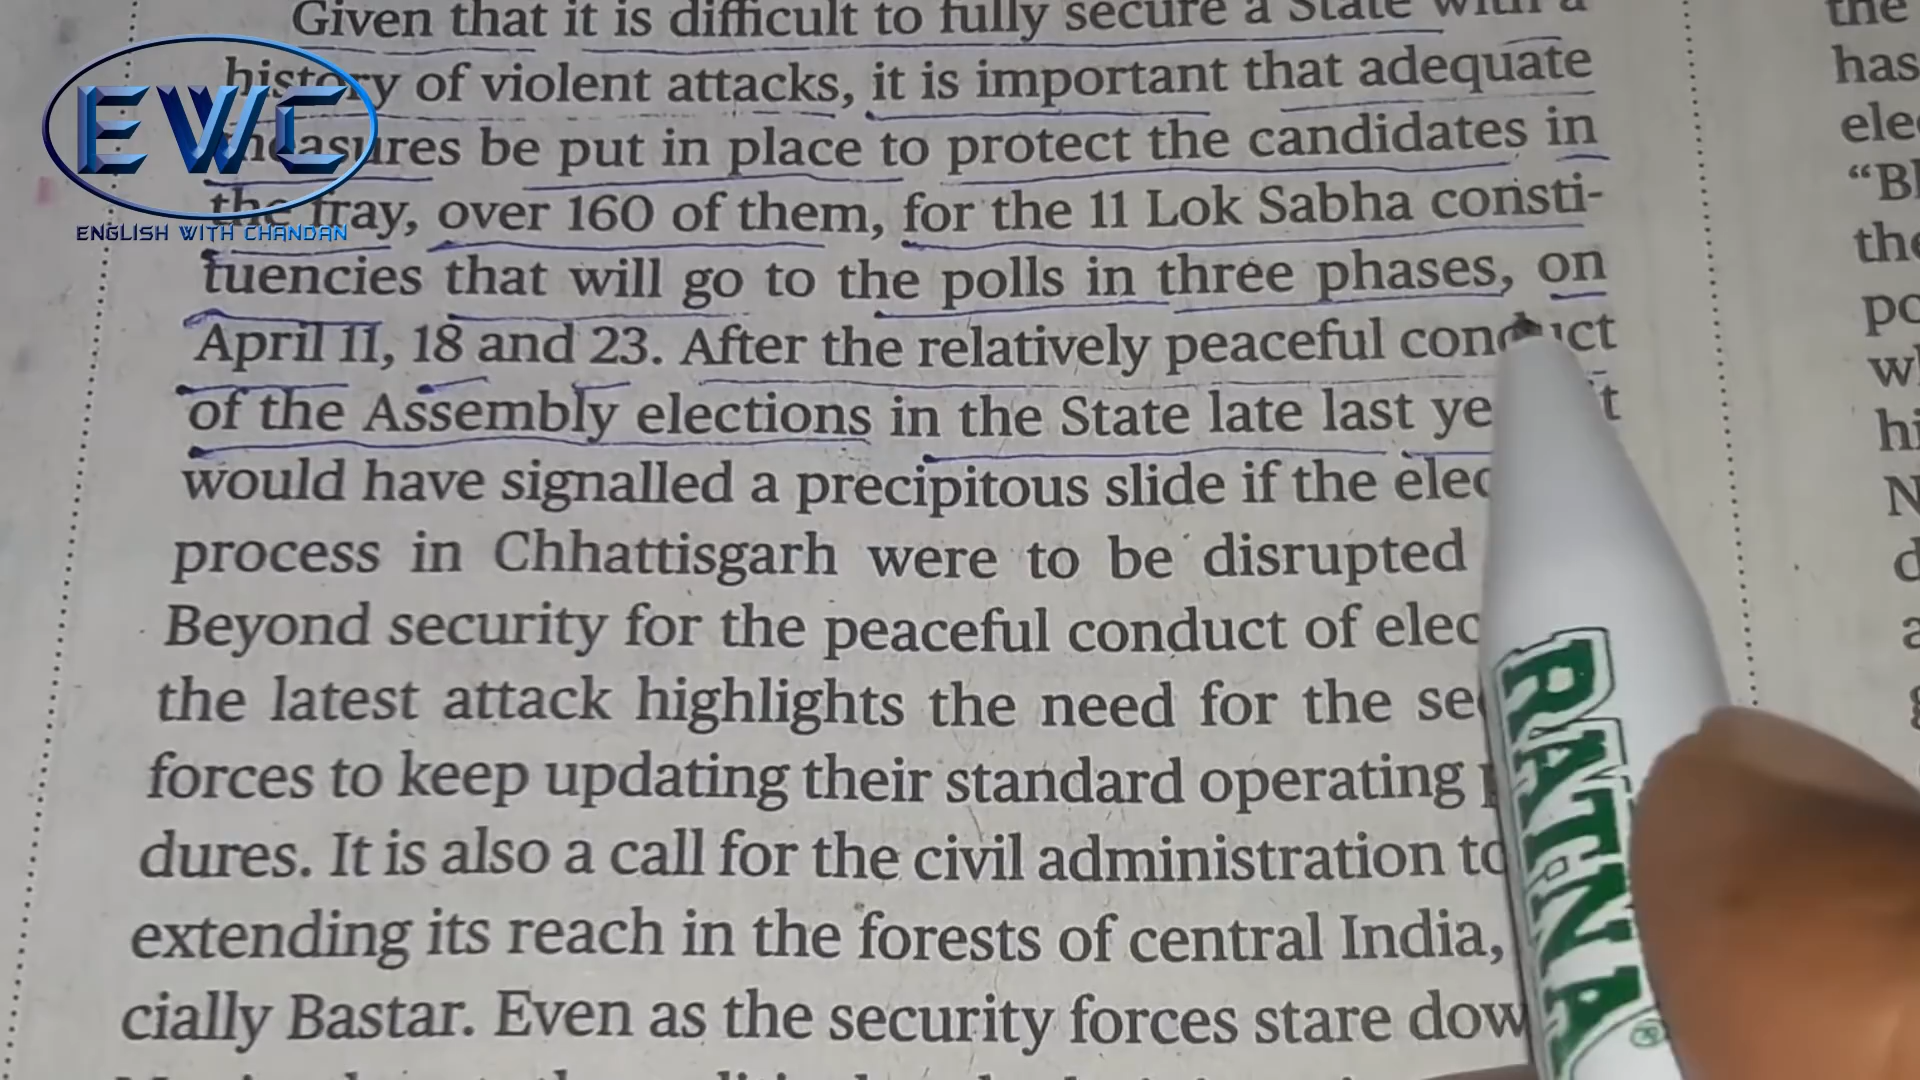 Given that it is difficult to fully secure a State with a
history of violent attacks, it is important that adequate
measures be put in place to protect the candidates in
the fray, over 160 of them, for the 11 Lok Sabha consti-
tuencies that will go to the polls in three phases, on
April 11, 18 and 23. After the relatively peaceful conduct
of the Assembly elections in the State late last
would have signalled a precipitous slide if the
process in Chhattisgarh were to be disrupted
Beyond security for the peaceful conduct of
the latest attack highlights the need for the
forces to keep updating their standard operating
dures. It is also a call for the civil administration to
extending its reach in the forests of central India,
cially Bastar. Even as the security forces stare
EWC
ENGLISH WITH CHANDAN
the
has
RATNA